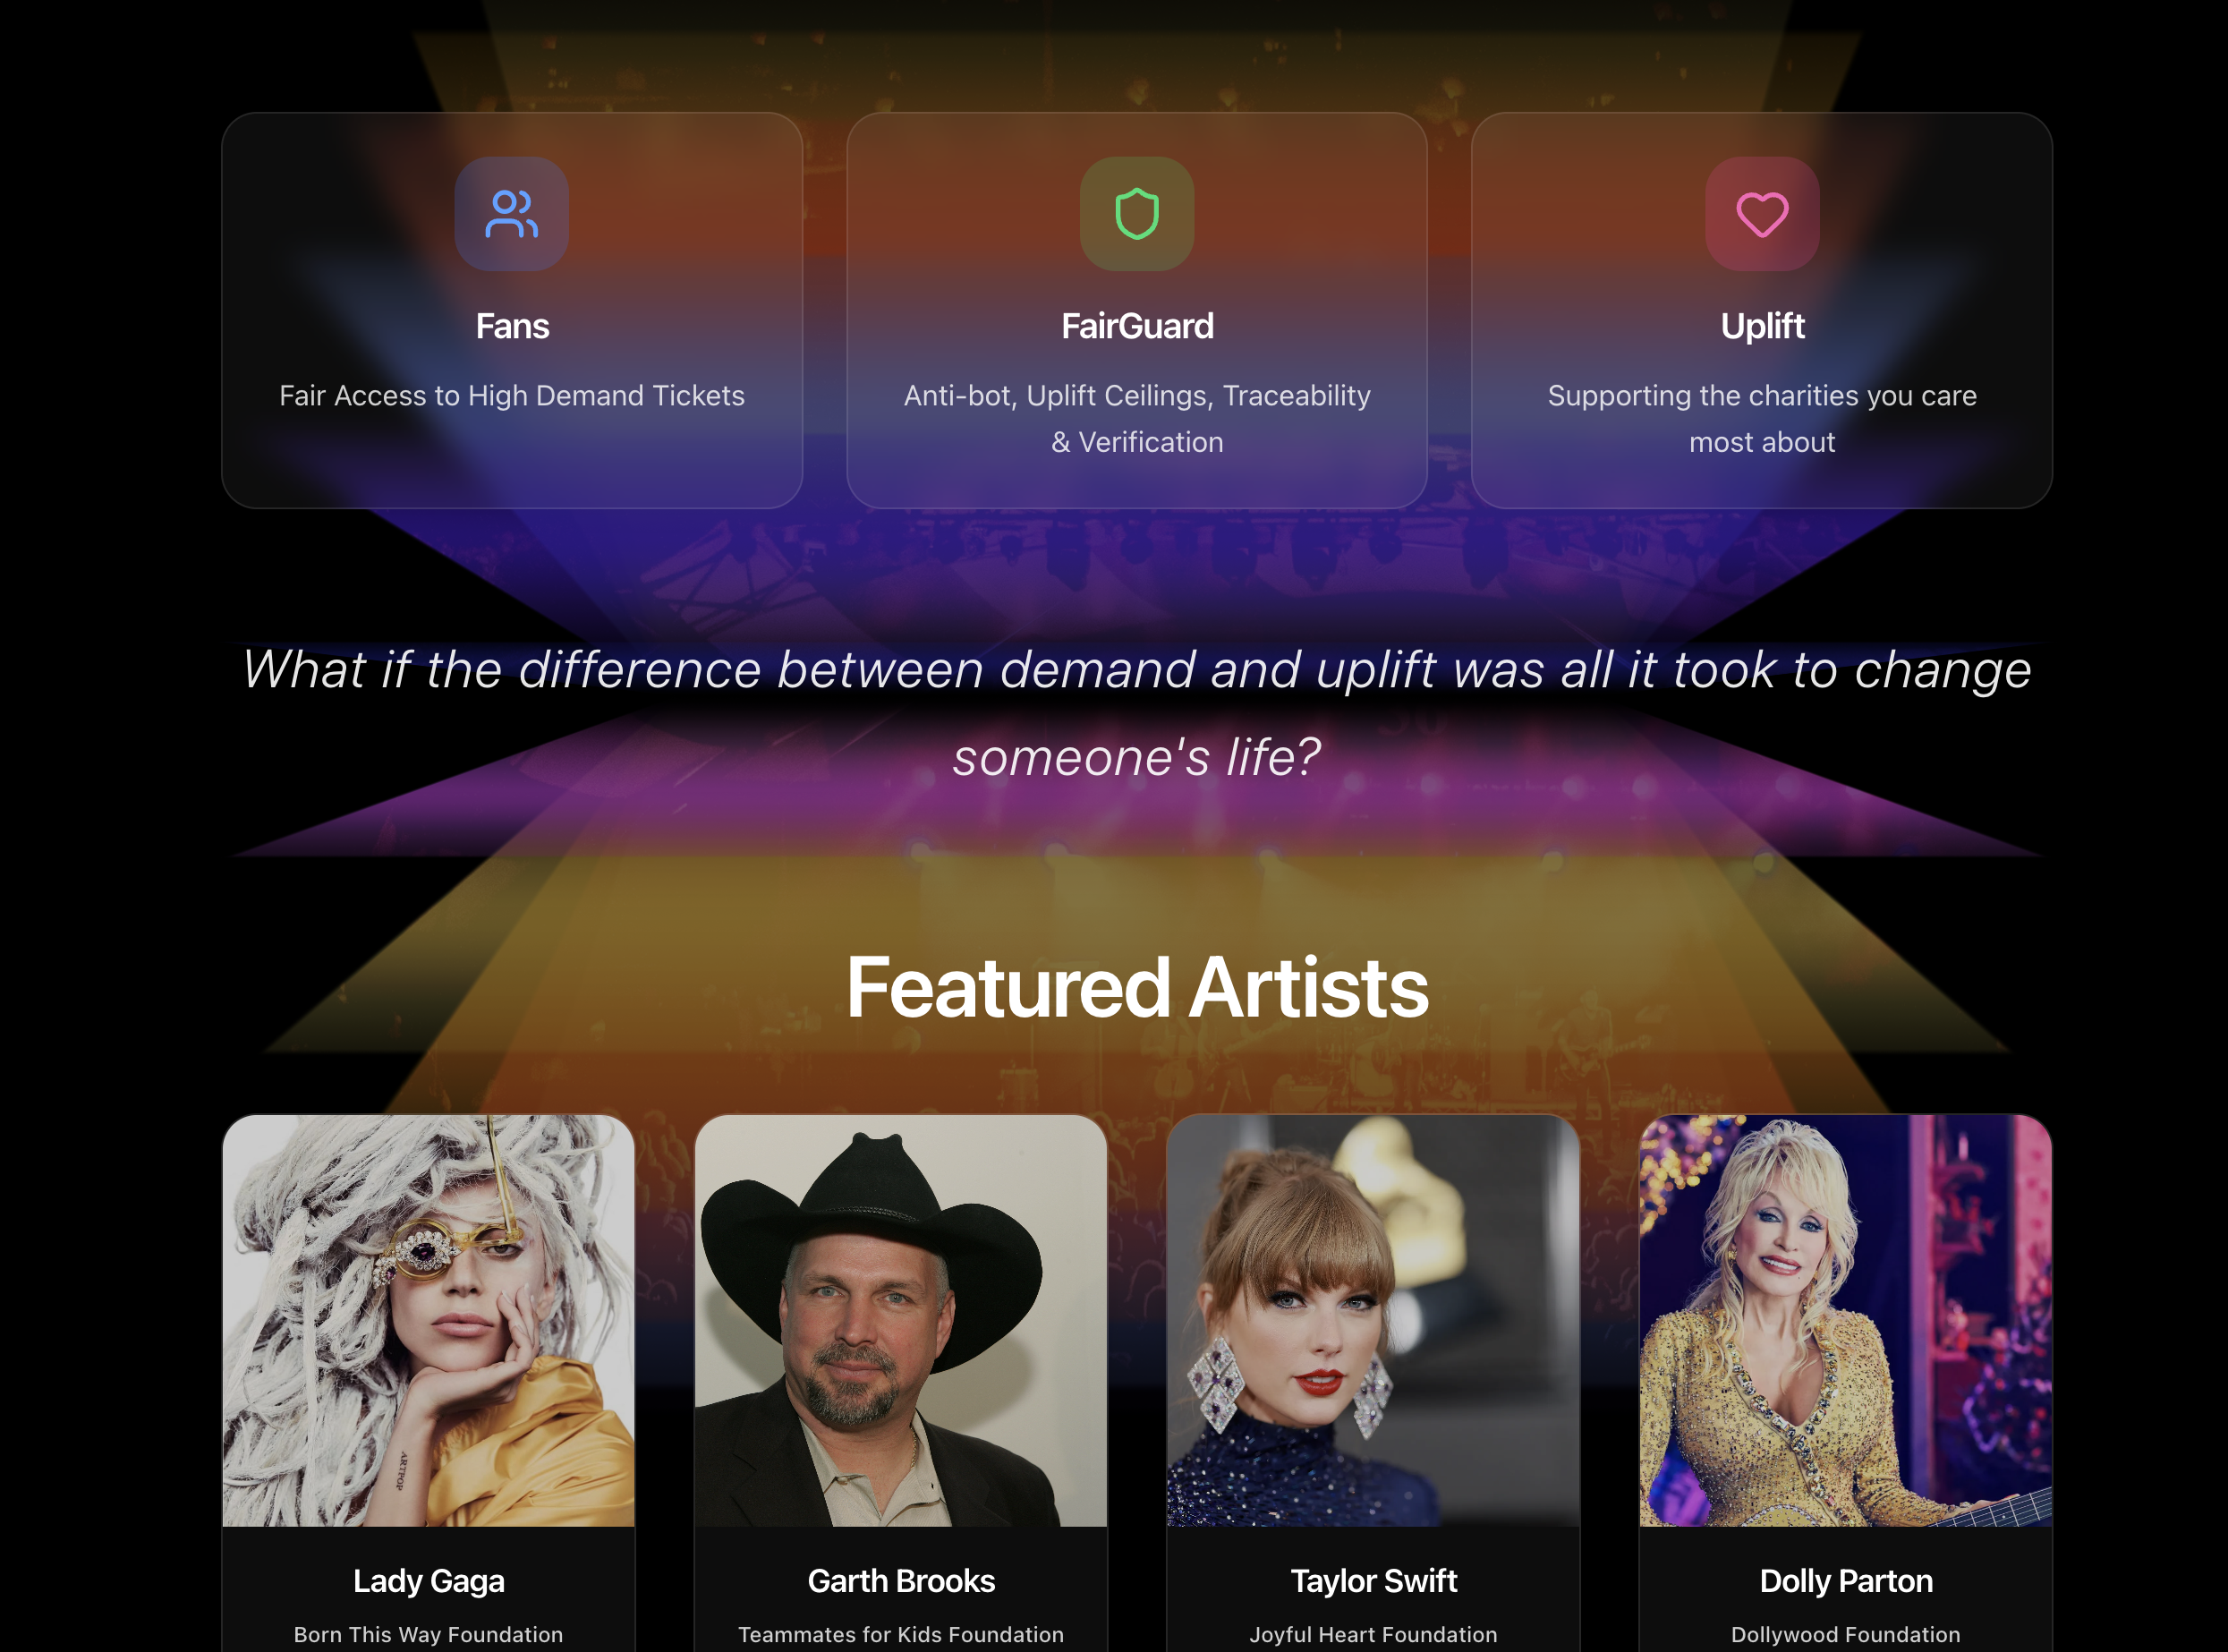 Fans
Fair Access to High Demand Tickets
FairGuard
Anti-bot, Uplift Ceilings, Traceability
& Verification
Uplift
Supporting the charities you care
most about
What if the difference between demand and uplift was all it took to change
someone's life?
Featured Artists
ARTPOP
Lady Gaga
Born This Way Foundation
Garth Brooks
Teammates for Kids Foundation
Taylor Swift
Joyful Heart Foundation
Dolly Parton
Dollywood Foundation